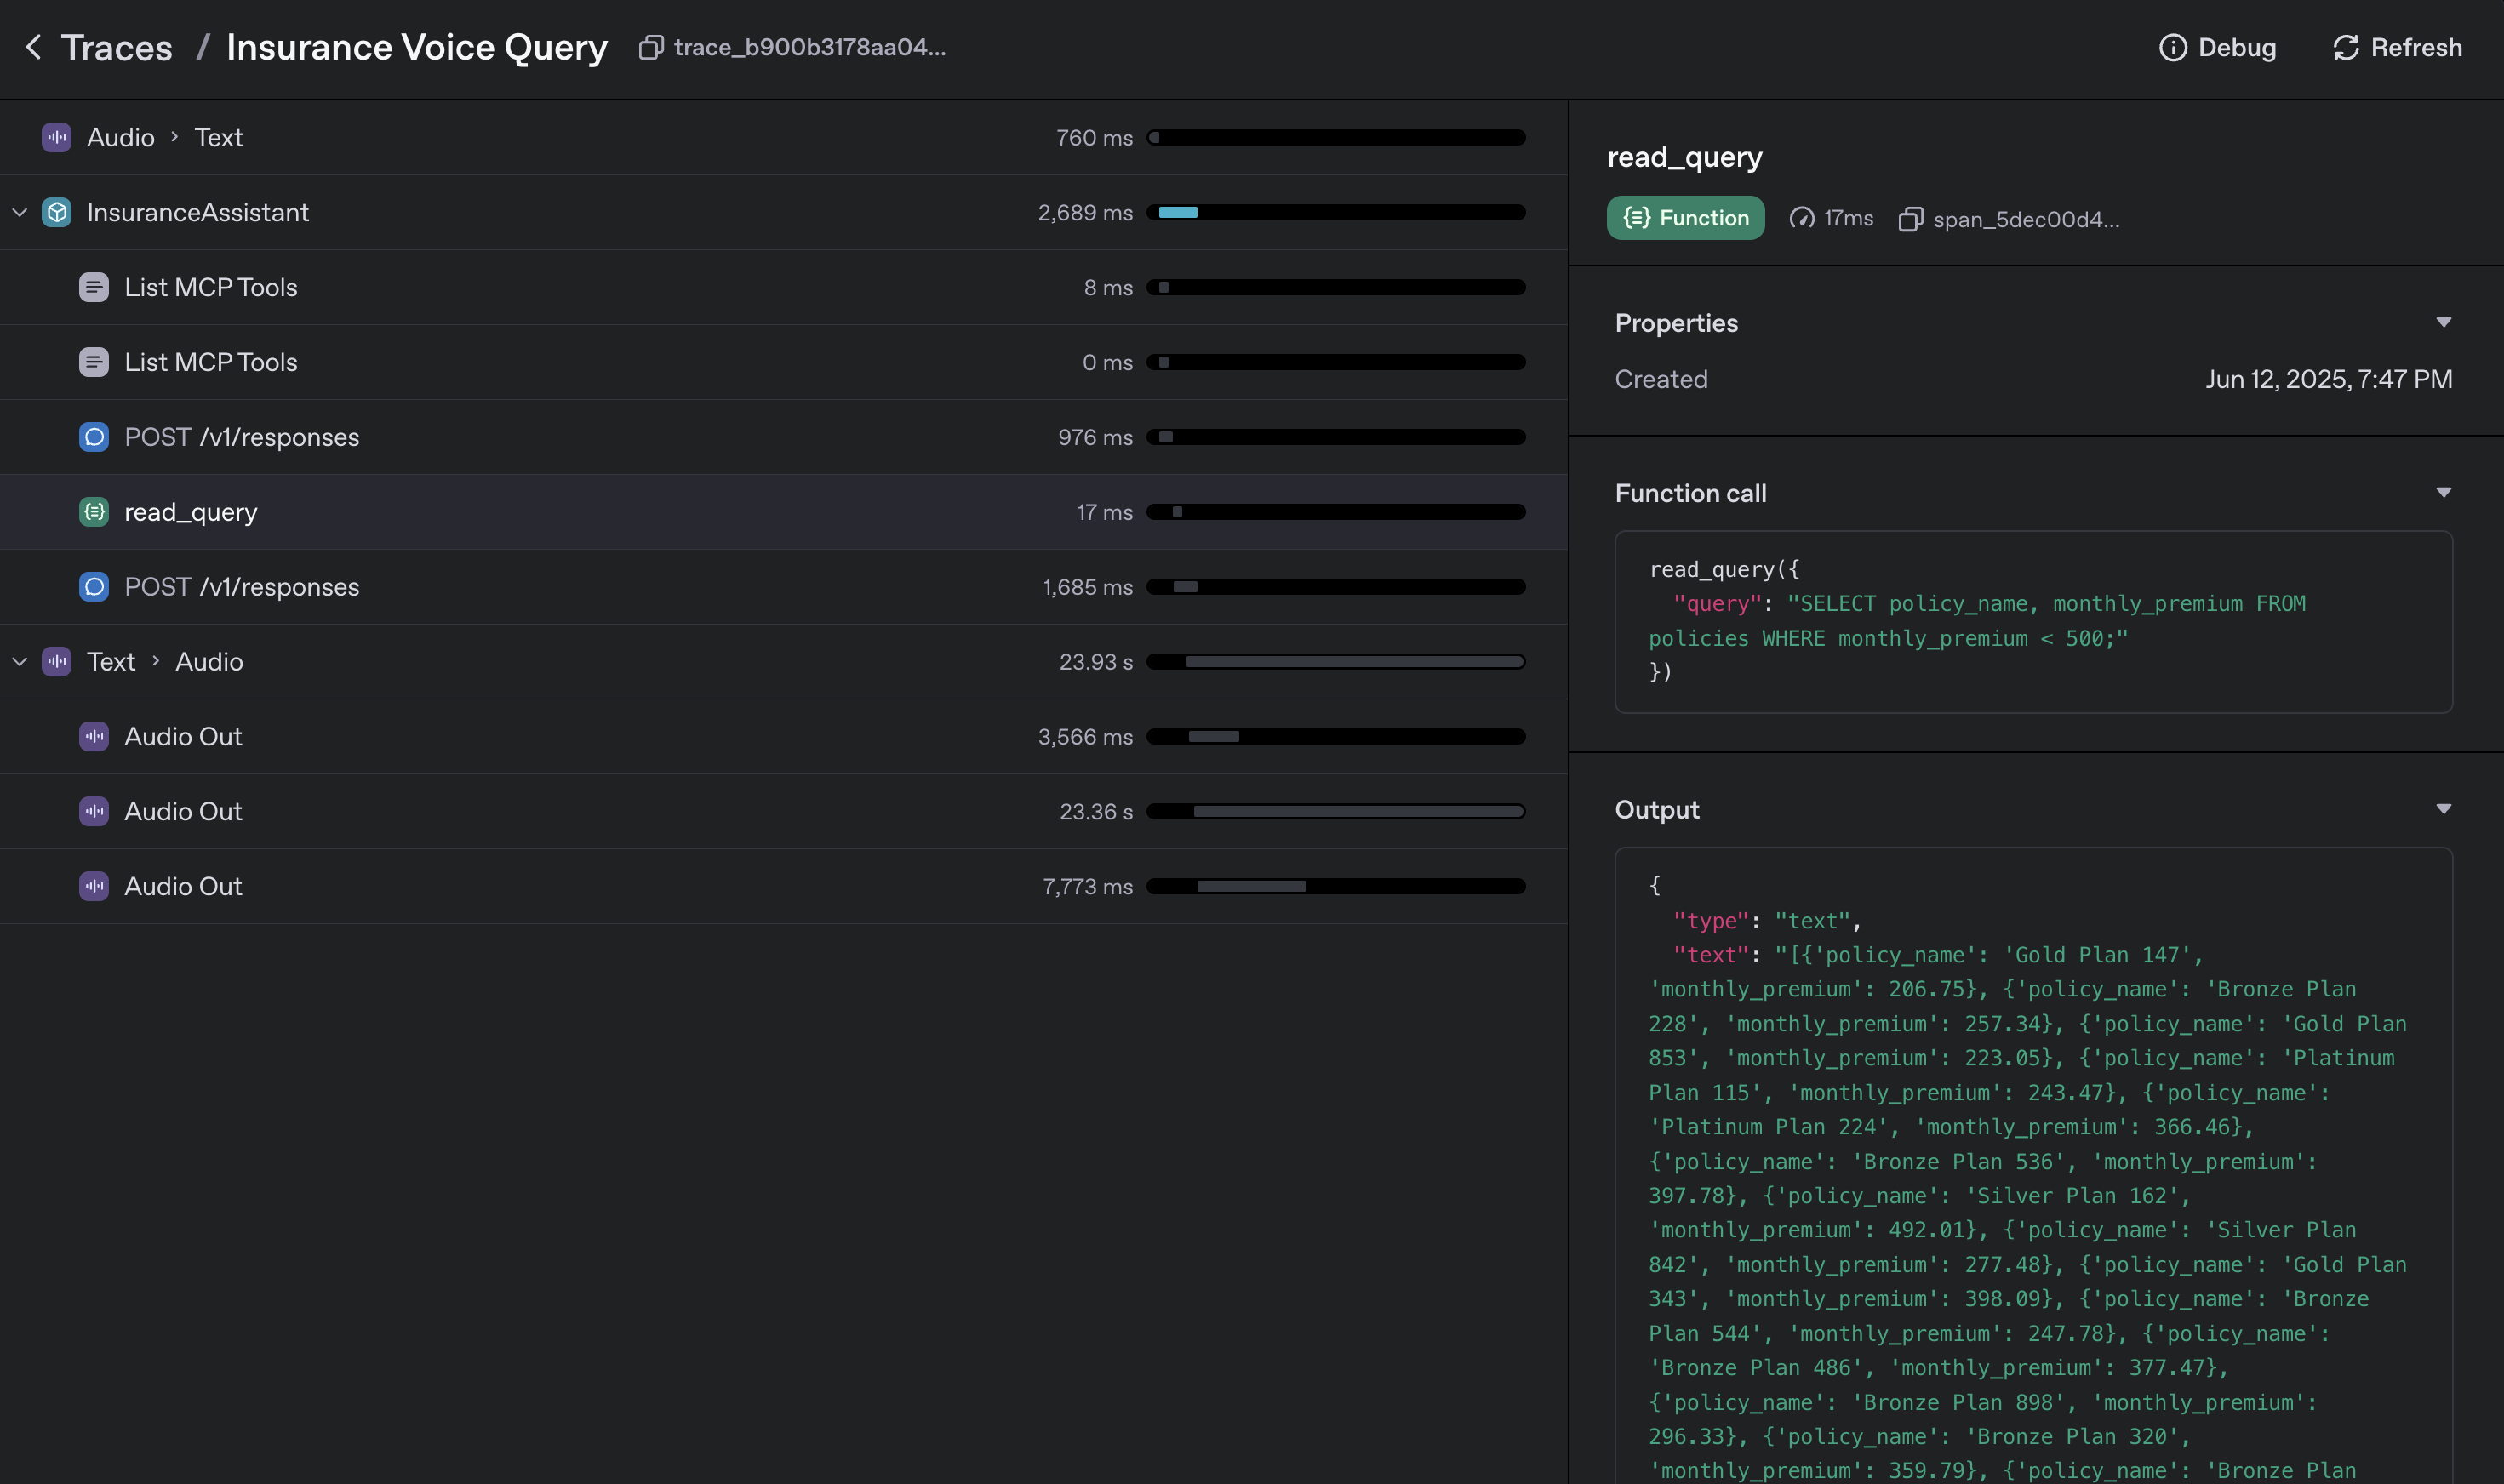 Traces / Insurance Voice Query trace_b900b3178aa04...
Debug Refresh
Audio > Text 760 ms
InsuranceAssistant 2,689 ms
List MCP Tools 8 ms
List MCP Tools 0 ms
POST /v1/responses 976 ms
read_query 17 ms
POST /v1/responses 1,685 ms
Text > Audio 23.93 s
Audio Out 3,566 ms
Audio Out 23.36 s
Audio Out 7,773 ms
read_query
{≡} Function 17ms span_5dec00d4...
Properties
Created Jun 12, 2025, 7:47 PM
Function call
read_query({
"query": "SELECT policy_name, monthly_premium FROM
policies WHERE monthly_premium < 500;"
})
Output
{
"type": "text",
"text": "[{'policy_name': 'Gold Plan 147',
'monthly_premium': 206.75}, {'policy_name': 'Bronze Plan
228', 'monthly_premium': 257.34}, {'policy_name': 'Gold Plan
853', 'monthly_premium': 223.05}, {'policy_name': 'Platinum
Plan 115', 'monthly_premium': 243.47}, {'policy_name':
'Platinum Plan 224', 'monthly_premium': 366.46},
{'policy_name': 'Bronze Plan 536', 'monthly_premium':
397.78}, {'policy_name': 'Silver Plan 162',
'monthly_premium': 492.01}, {'policy_name': 'Silver Plan
842', 'monthly_premium': 277.48}, {'policy_name': 'Gold Plan
343', 'monthly_premium': 398.09}, {'policy_name': 'Bronze
Plan 544', 'monthly_premium': 247.78}, {'policy_name':
'Bronze Plan 486', 'monthly_premium': 377.47},
{'policy_name': 'Bronze Plan 898', 'monthly_premium':
296.33}, {'policy_name': 'Bronze Plan 320',
'monthly_premium': 359.79}, {'policy_name': 'Bronze Plan